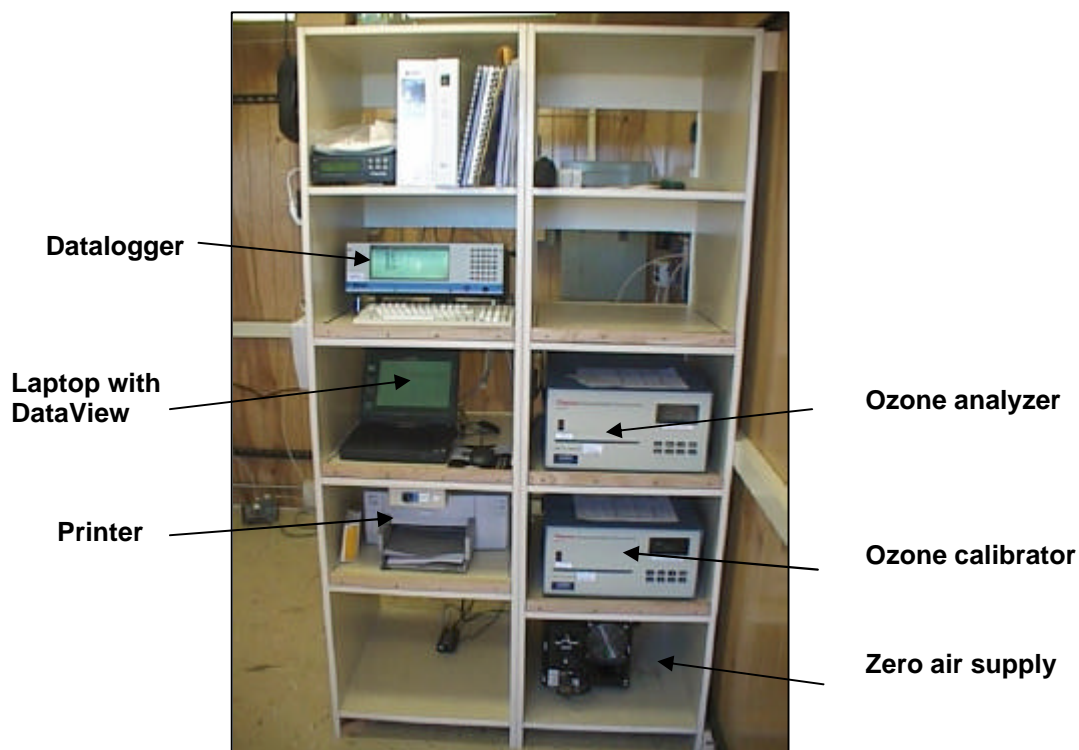 Datalogger
Laptop with
DataView
Printer
Ozone analyzer
Ozone calibrator
Zero air supply